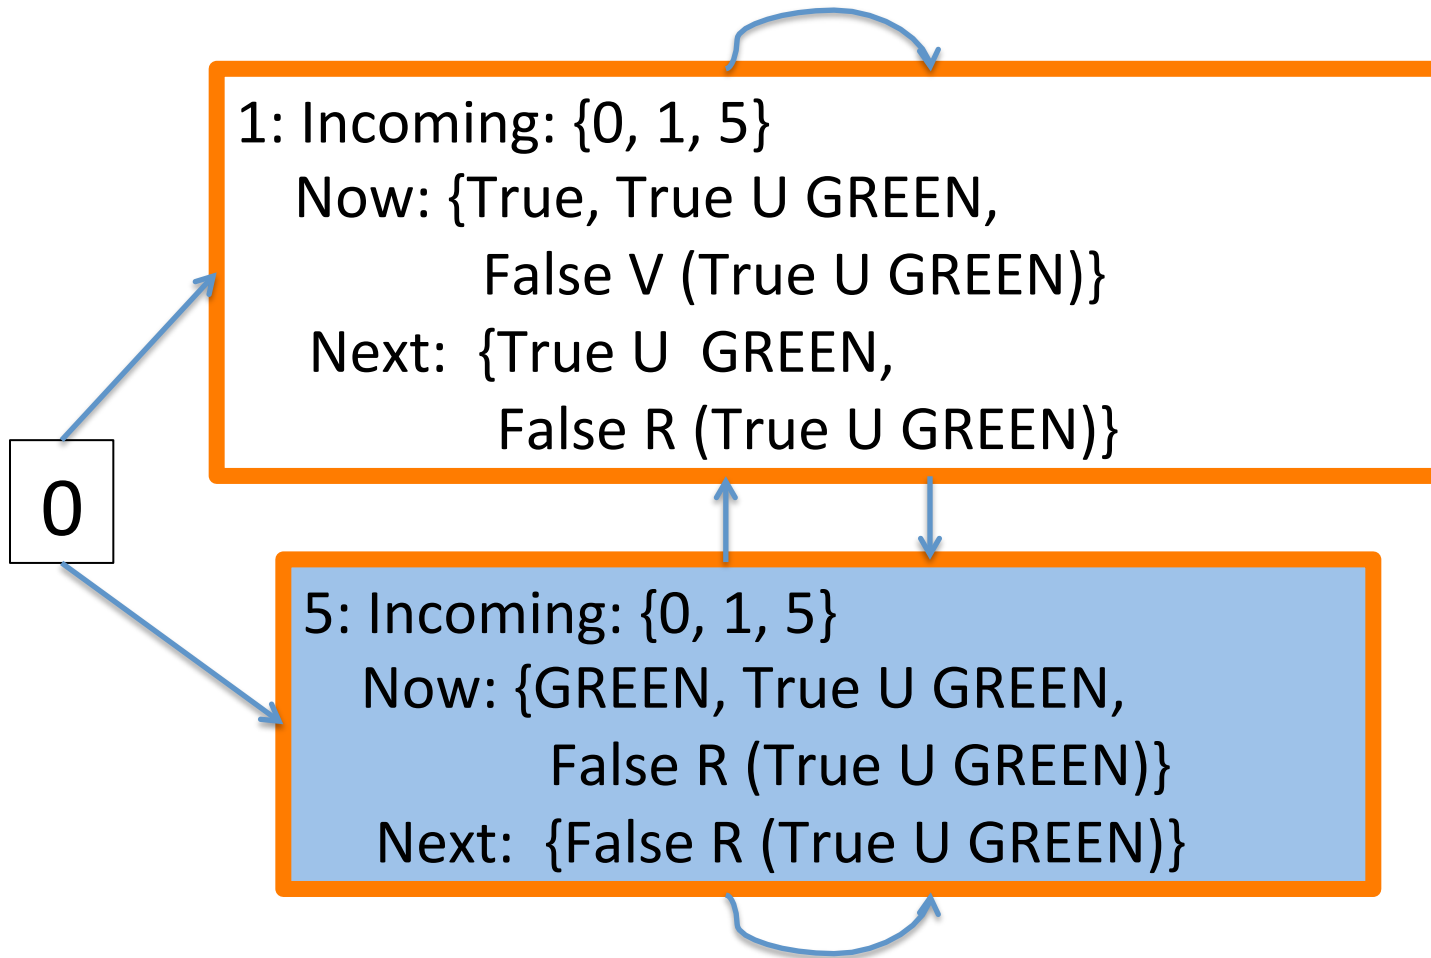 1: Incoming: {0, 1, 5}
Now: {True, True U GREEN,
False V (True U GREEN)}
Next: {True U GREEN,
False R (True U GREEN)}
0
5: Incoming: {0, 1, 5}
Now: {GREEN, True U GREEN,
False R (True U GREEN)}
Next: {False R (True U GREEN)}